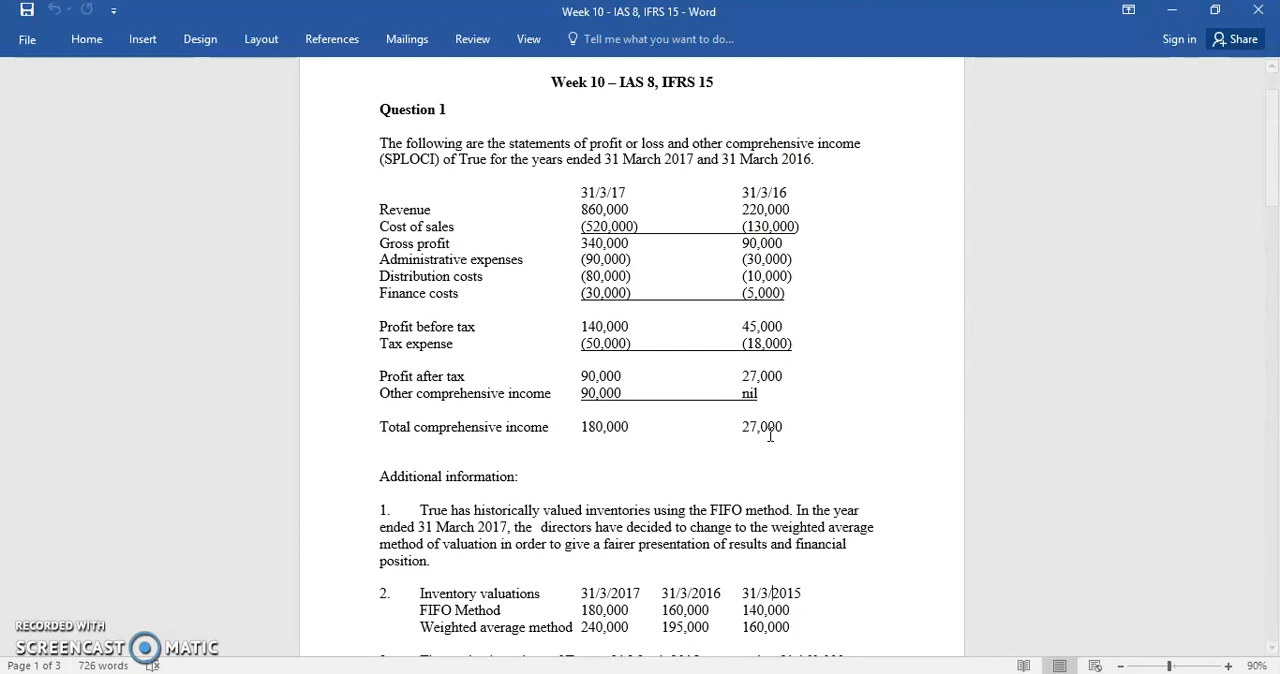 Week 10 - IAS 8, IFRS 15 - Word
File Home Insert Design Layout References Mailings Review View Tell me what you want to do... Sign in Share
Week 10 – IAS 8, IFRS 15
Question 1
The following are the statements of profit or loss and other comprehensive income
(SPLOCI) of True for the years ended 31 March 2017 and 31 March 2016.
31/3/17 31/3/16
Revenue 860,000 220,000
Cost of sales (520,000) (130,000)
Gross profit 340,000 90,000
Administrative expenses (90,000) (30,000)
Distribution costs (80,000) (10,000)
Finance costs (30,000) (5,000)
Profit before tax 140,000 45,000
Tax expense (50,000) (18,000)
Profit after tax 90,000 27,000
Other comprehensive income 90,000 nil
Total comprehensive income 180,000 27,000
Additional information:
1. True has historically valued inventories using the FIFO method. In the year
ended 31 March 2017, the directors have decided to change to the weighted average
method of valuation in order to give a fairer presentation of results and financial
position.
2. Inventory valuations 31/3/2017 31/3/2016 31/3/2015
FIFO Method 180,000 160,000 140,000
Weighted average method 240,000 195,000 160,000
RECORDED WITH
SCREENCAST MATIC
Page 1 of 3 726 words 90%